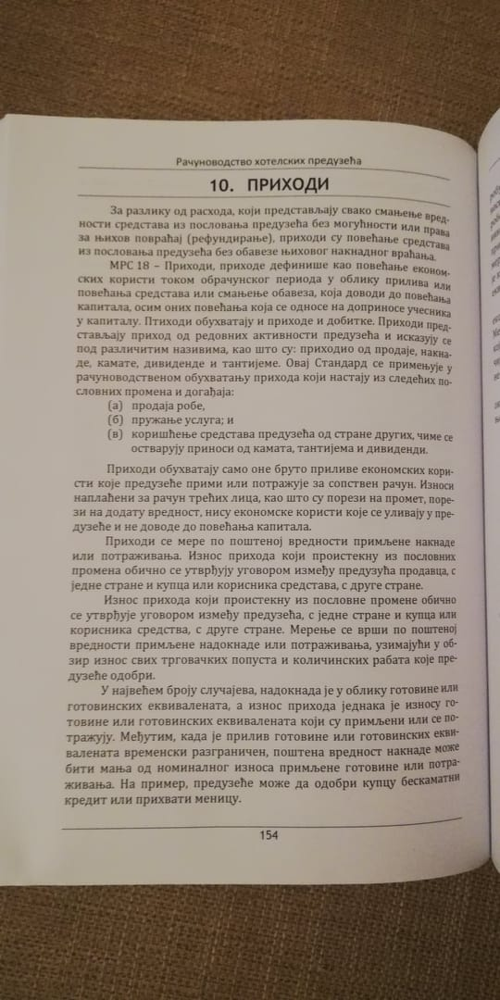 Рачуноводство хотелских предузећа
10. ПРИХОДИ
За разлику од расхода, који представљају свако смањење вред-
ности средстава из пословања предузећа без могућности или права
за њихов повраћај (рефундирање), приходи су повећање средстава
из пословања предузећа без обавезе њиховог накнадног враћања.
МРС 18 – Приходи, приходе дефинише као повећање економ-
ских користи током обрачунског периода у облику прилива или
повећања средстава или смањење обавеза, која доводи до повећања
капитала, осим оних повећања која се односе на доприносе учесника
у капиталу. Птиходи обухватају и приходе и добитке. Приходи пред-
стављају приход од редовних активности предузећа и исказују се
под различитим називима, као што су: приходио од продаје, накна-
де, камате, дивиденде и тантијеме. Овај Стандард се примењује у
рачуноводственом обухватању прихода који настају из следећих по-
словних промена и догађаја:
(а) продаја робе,
(б) пружање услуга; и
(в) коришћење средстава предузећа од стране других, чиме се
остварују приноси од камата, тантијема и дивиденди.
Приходи обухватају само оне бруто приливе економских кори-
сти које предузеће прими или потражује за сопствен рачун. Износи
наплаћени за рачун трећих лица, као што су порези на промет, поре-
зи на додату вредност, нису економске користи које се уливају у пре-
дузеће и не доводе до повећања капитала.
Приходи се мере по поштеној вредности примљене накнаде
или потраживања. Износ прихода који проистекну из пословних
промена обично се утврђују уговором између предузућа продавца, с
једне стране и купца или корисника средстава, с друге стране.
Износ прихода који проистекну из пословне промене обично
се утврђује уговором између предузећа, с једне стране и купца или
корисника средства, с друге стране. Мерење се врши по поштеној
вредности примљене надокнаде или потраживања, узимајући у об-
зир износ свих трговачких попуста и количинских рабата које пре-
дузеће одобри.
У највећем броју случајева, надокнада је у облику готовине или
готовинских еквивалената, а износ прихода једнака је износу го-
товине или готовинских еквивалената који су примљени или се по-
тражују. Међутим, када је прилив готовине или готовинских екви-
валената временски разграничен, поштена вредност накнаде може
бити мања од номиналног износа примљене готовине или потра-
живања. На пример, предузеће може да одобри купцу бескаматни
кредит или прихвати меницу.
154